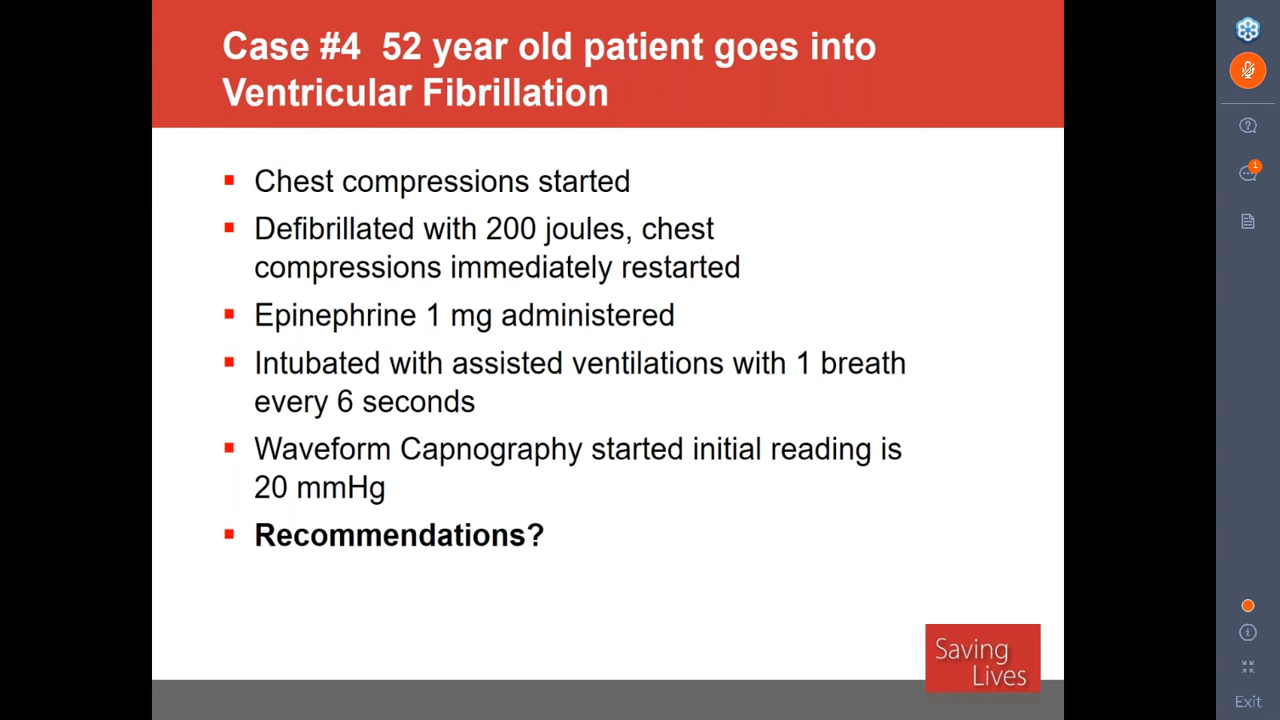 Case #4 52 year old patient goes into
Ventricular Fibrillation
Chest compressions started
Defibrillated with 200 joules, chest
compressions immediately restarted
Epinephrine 1 mg administered
Intubated with assisted ventilations with 1 breath
every 6 seconds
Waveform Capnography started initial reading is
20 mmHg
Recommendations?
Saving
Lives
1
Exit